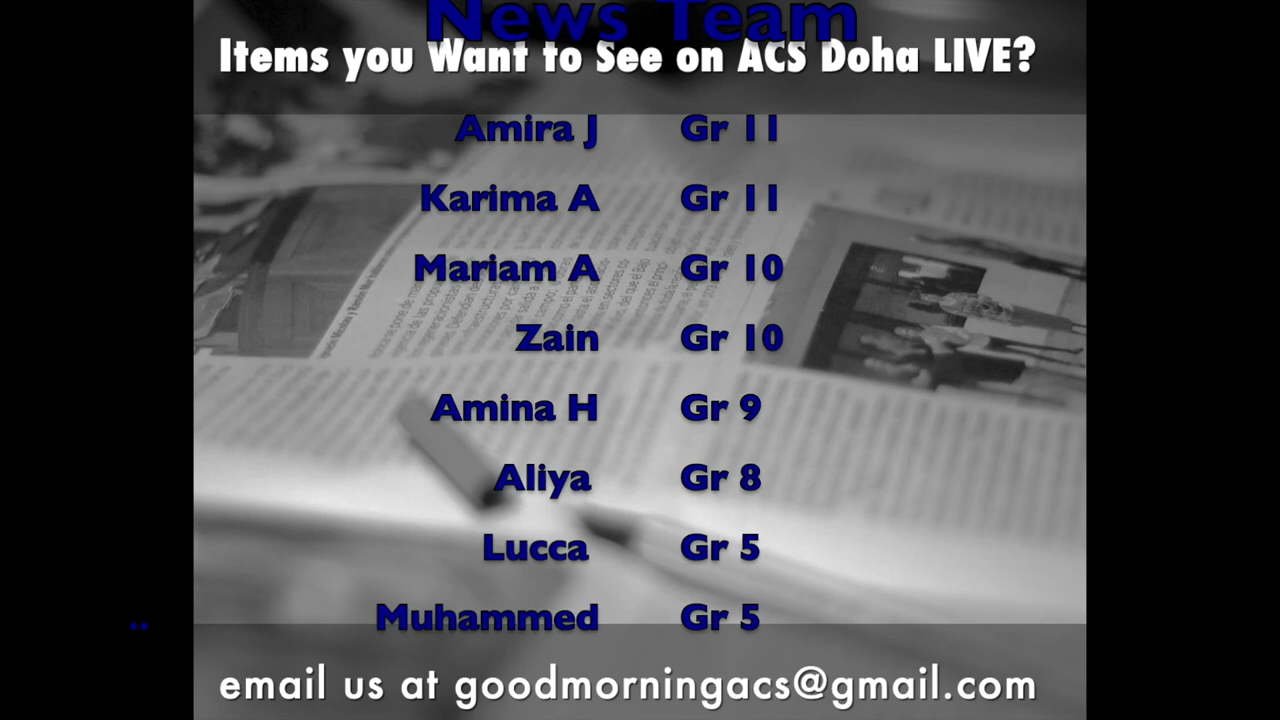 News Team
Items you Want to See on ACS Doha LIVE?
Amira J Gr 11
Karima A Gr 11
Mariam A Gr 10
Zain Gr 10
Amina H Gr 9
Aliya Gr 8
Lucca Gr 5
Muhammed Gr 5
..
email us at goodmorningacs@gmail.com